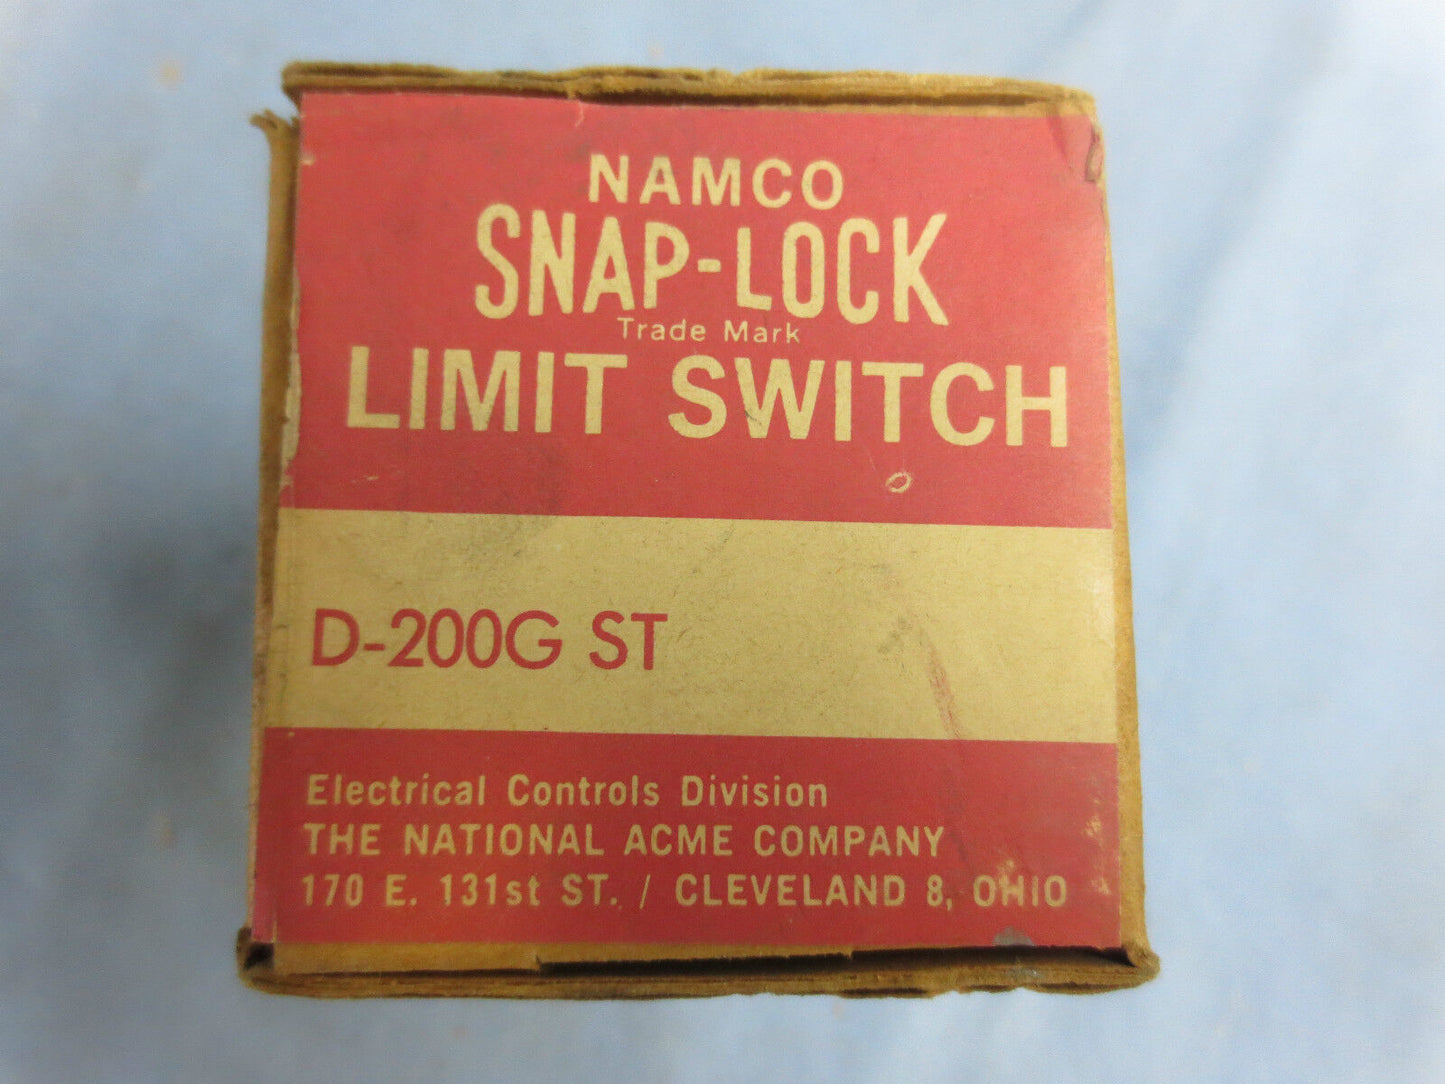 NAMCO
SNAP-LOCK
Trade Mark
LIMIT SWITCH
D-200G ST
Electrical Controls Division
THE NATIONAL ACME COMPANY
170 E. 131st ST. / CLEVELAND 8, OHIO